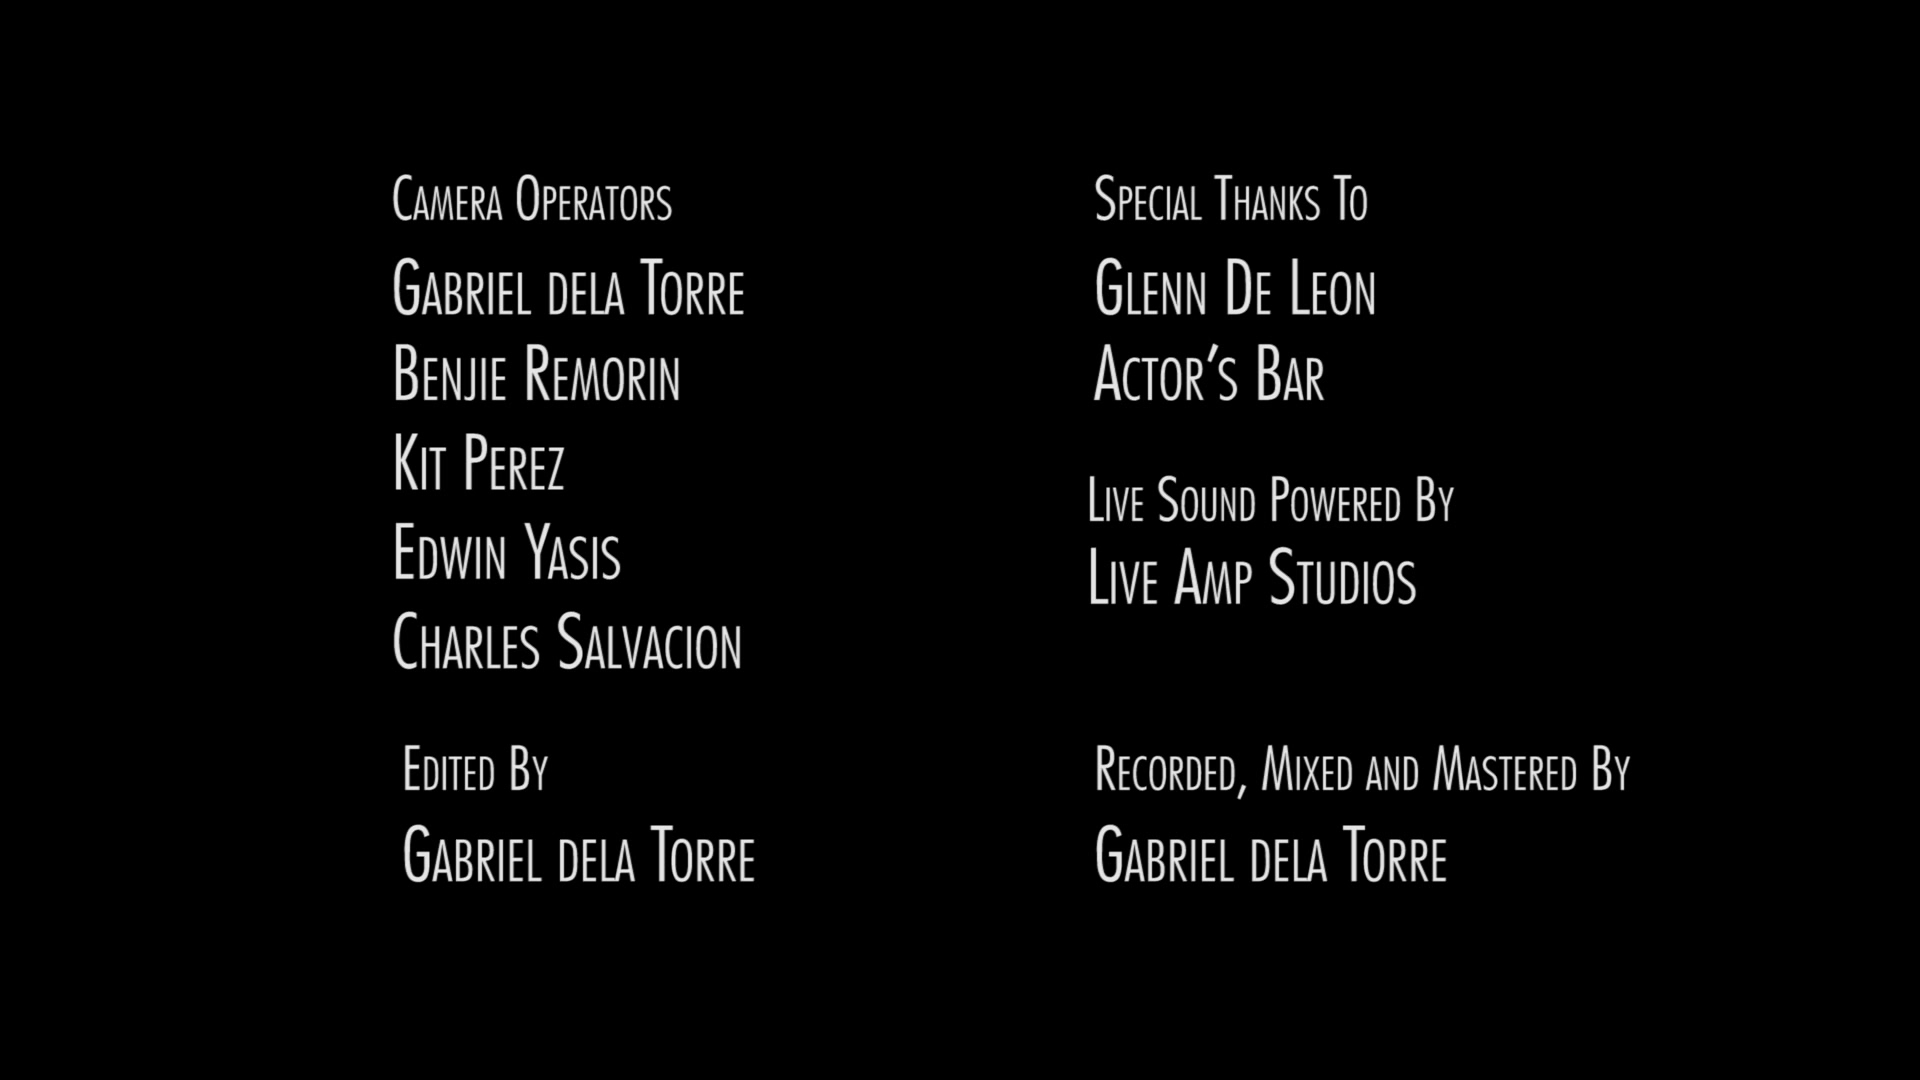 Camera Operators
Gabriel dela Torre
Benjie Remorin
Kit Perez
Edwin Yasis
Charles Salvacion
Edited By
Gabriel dela Torre
Special Thanks To
Glenn De Leon
Actor's Bar
Live Sound Powered By
Live Amp Studios
Recorded, Mixed and Mastered By
Gabriel dela Torre